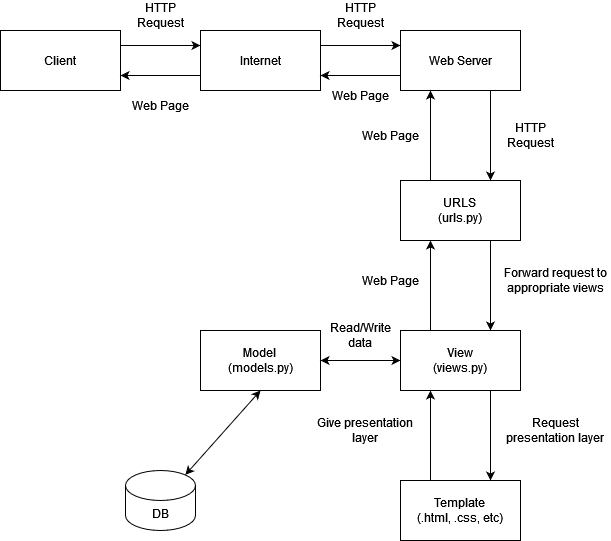 HTTP
Request
HTTP
Request
Client
Internet
Web Server
Web Page
Web Page
Web Page
HTTP
Request
URLS
(urls.py)
Web Page
Forward request to
appropriate views
Read/Write
data
Model
(models.py)
View
(views.py)
Give presentation
layer
Request
presentation layer
DB
Template
(.html, .css, etc)